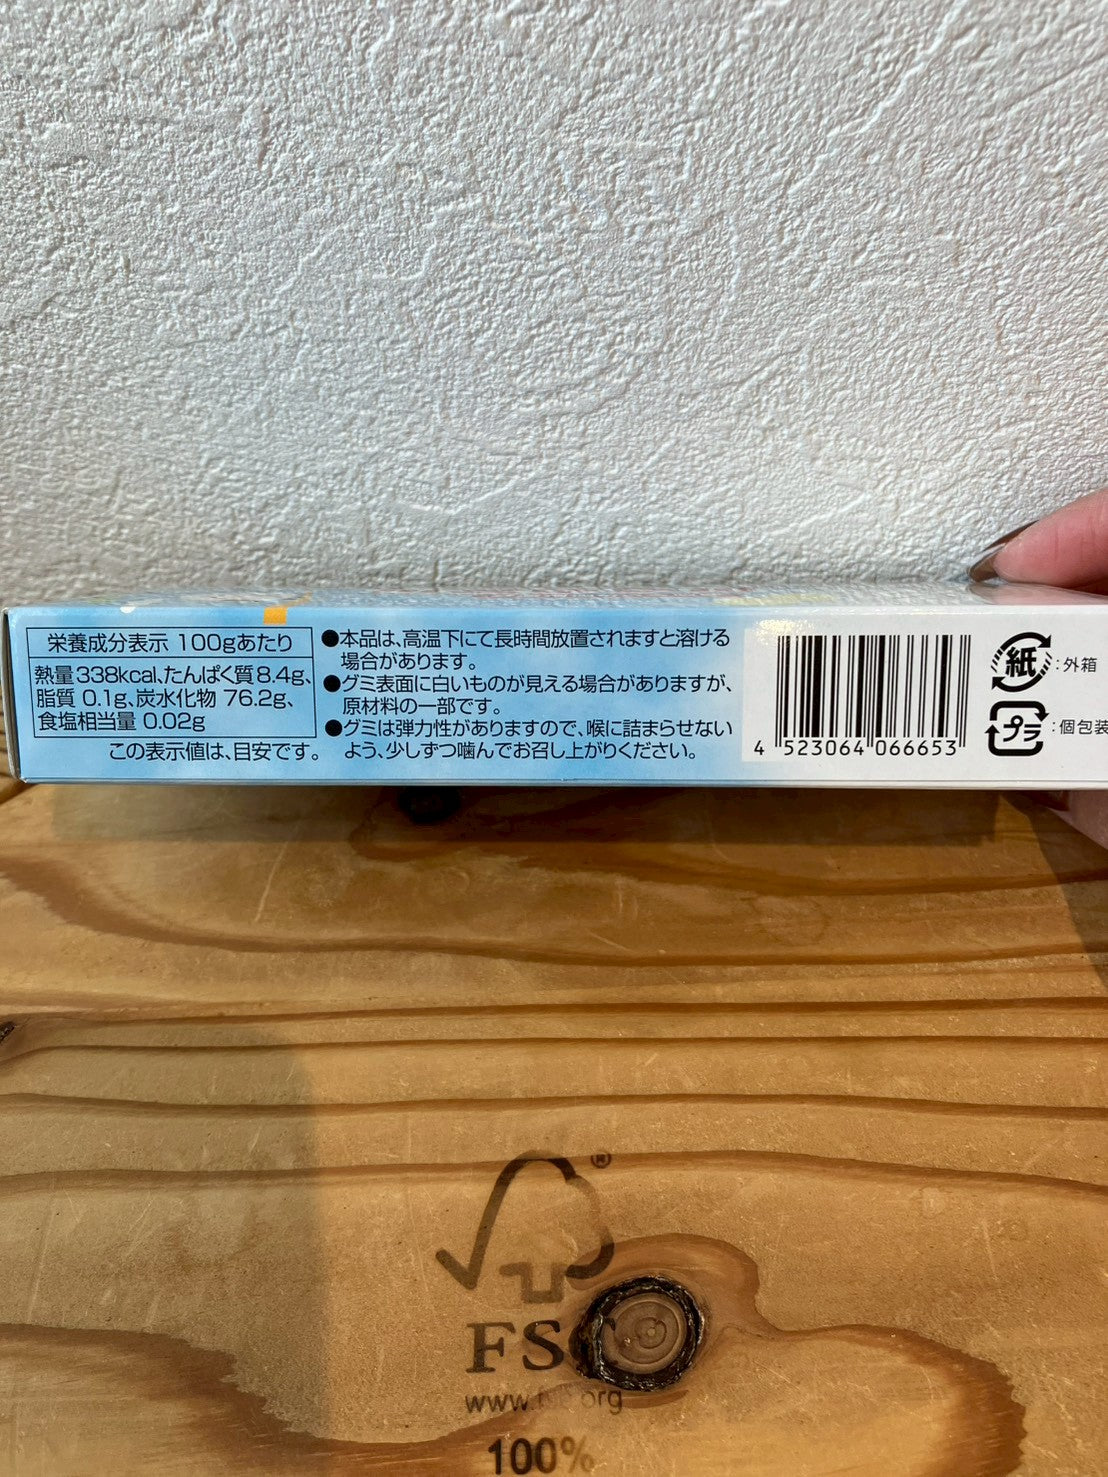 栄養成分表示 100gあたり
熱量338kcal、たんぱく質8.4g、
脂質 0.1g、炭水化物 76.2g、
食塩相当量 0.02g
この表示値は、目安です。
●本品は、高温下にて長時間放置されますと溶ける
場合があります。
●グミ表面に白いものが見える場合がありますが、
原材料の一部です。
●グミは弾力性がありますので、喉に詰まらせない
よう、少しずつ噛んでお召し上がりください。
4 523064 066653
紙:外箱
プラ:個包装
®
FSC
www.fsc.org
100%